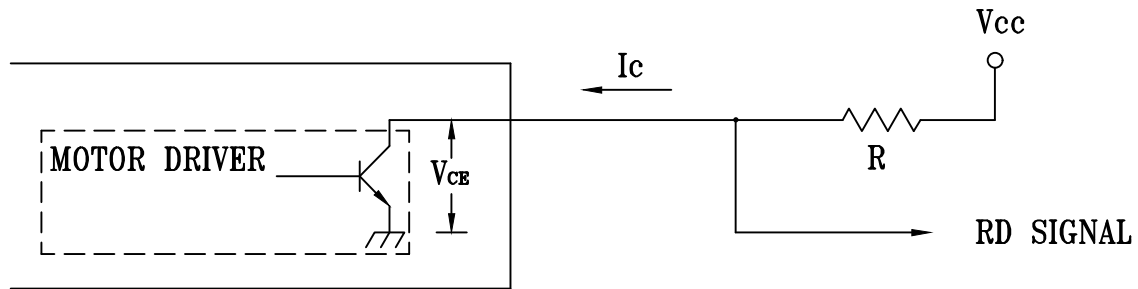 Vcc
Ic
MOTOR DRIVER
VCE
R
RD SIGNAL